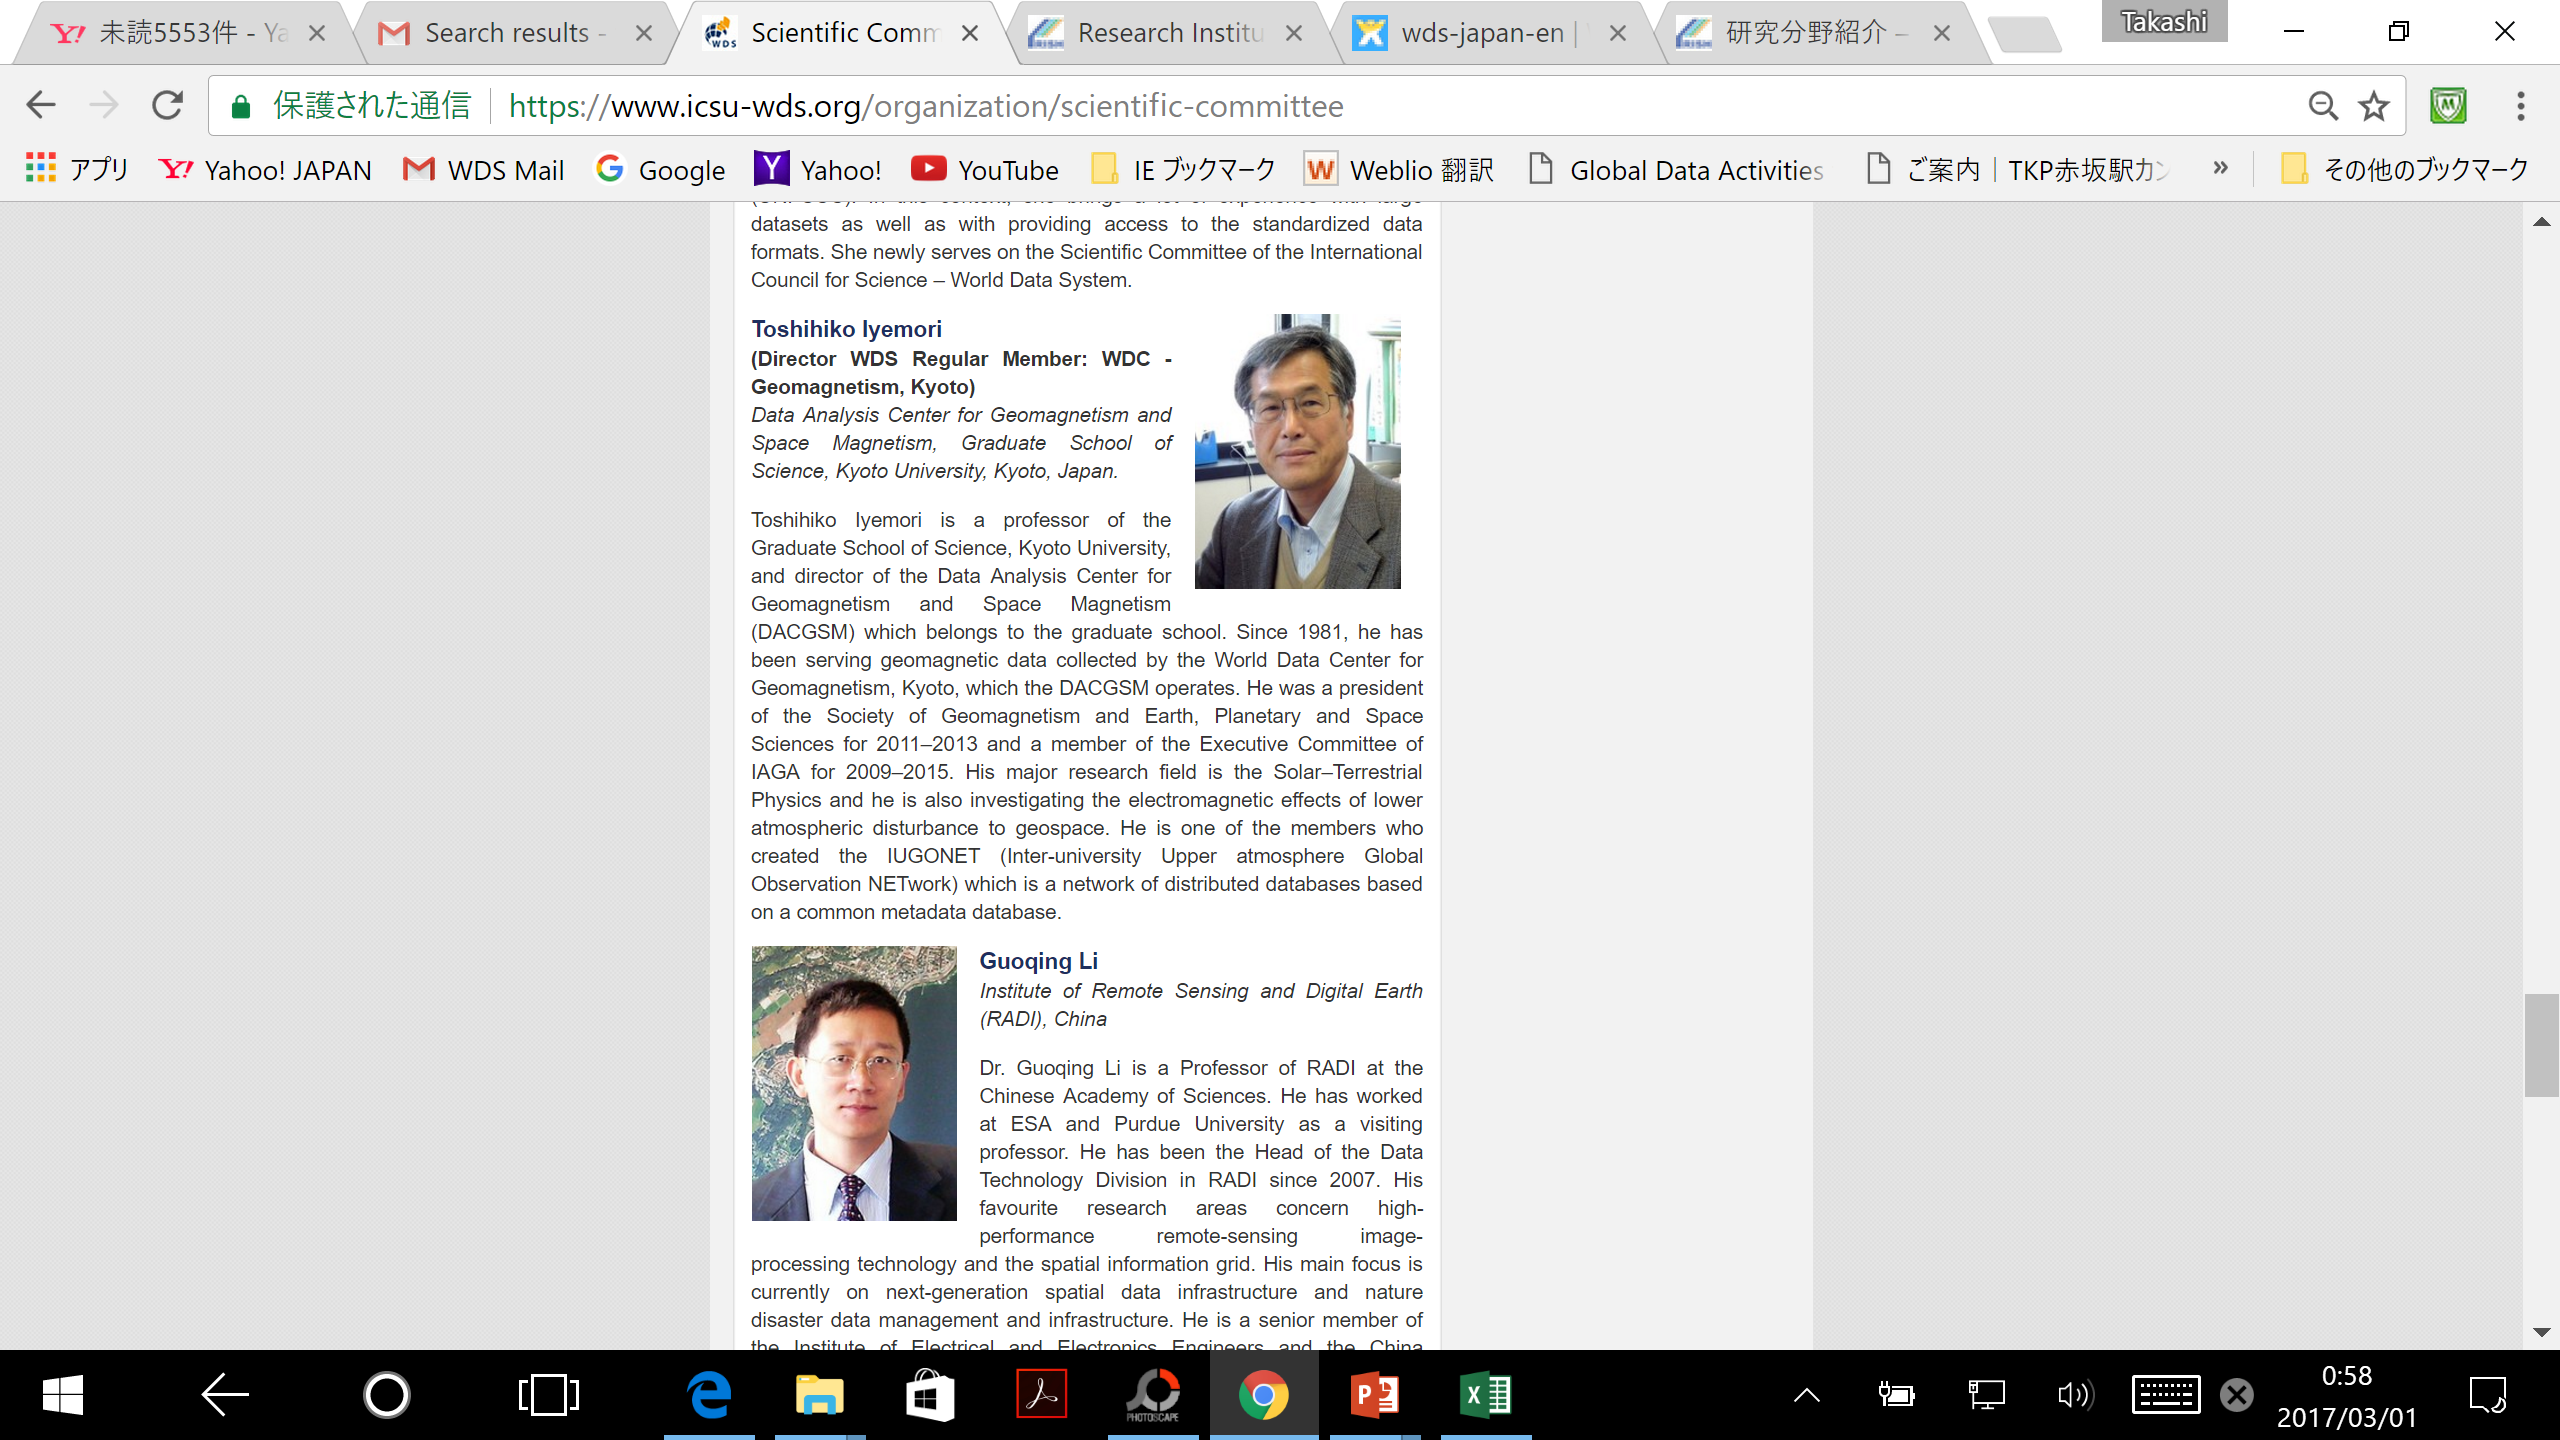 未読5553件 - Ya
Search results -
Scientific Comm
Research Institu
wds-japan-en |
研究分野紹介 –
Takashi
保護された通信
https://www.icsu-wds.org/organization/scientific-committee
アプリ
Yahoo! JAPAN
WDS Mail
Google
Yahoo!
YouTube
IE ブックマーク
Weblio 翻訳
Global Data Activities
ご案内 | TKP赤坂駅カン
»
その他のブックマーク
datasets as well as with providing access to the standardized data
formats. She newly serves on the Scientific Committee of the International
Council for Science – World Data System.
Toshihiko Iyemori
(Director WDS Regular Member: WDC -
Geomagnetism, Kyoto)
Data Analysis Center for Geomagnetism and
Space Magnetism, Graduate School of
Science, Kyoto University, Kyoto, Japan.
Toshihiko Iyemori is a professor of the
Graduate School of Science, Kyoto University,
and director of the Data Analysis Center for
Geomagnetism and Space Magnetism
(DACGSM) which belongs to the graduate school. Since 1981, he has
been serving geomagnetic data collected by the World Data Center for
Geomagnetism, Kyoto, which the DACGSM operates. He was a president
of the Society of Geomagnetism and Earth, Planetary and Space
Sciences for 2011–2013 and a member of the Executive Committee of
IAGA for 2009–2015. His major research field is the Solar–Terrestrial
Physics and he is also investigating the electromagnetic effects of lower
atmospheric disturbance to geospace. He is one of the members who
created the IUGONET (Inter-university Upper atmosphere Global
Observation NETwork) which is a network of distributed databases based
on a common metadata database.
Guoqing Li
Institute of Remote Sensing and Digital Earth
(RADI), China
Dr. Guoqing Li is a Professor of RADI at the
Chinese Academy of Sciences. He has worked
at ESA and Purdue University as a visiting
professor. He has been the Head of the Data
Technology Division in RADI since 2007. His
favourite research areas concern high-
performance remote-sensing image-
processing technology and the spatial information grid. His main focus is
currently on next-generation spatial data infrastructure and nature
disaster data management and infrastructure. He is a senior member of
the Institute of Electrical and Electronics Engineers and the China
PHOTOSCAPE
0:58
2017/03/01